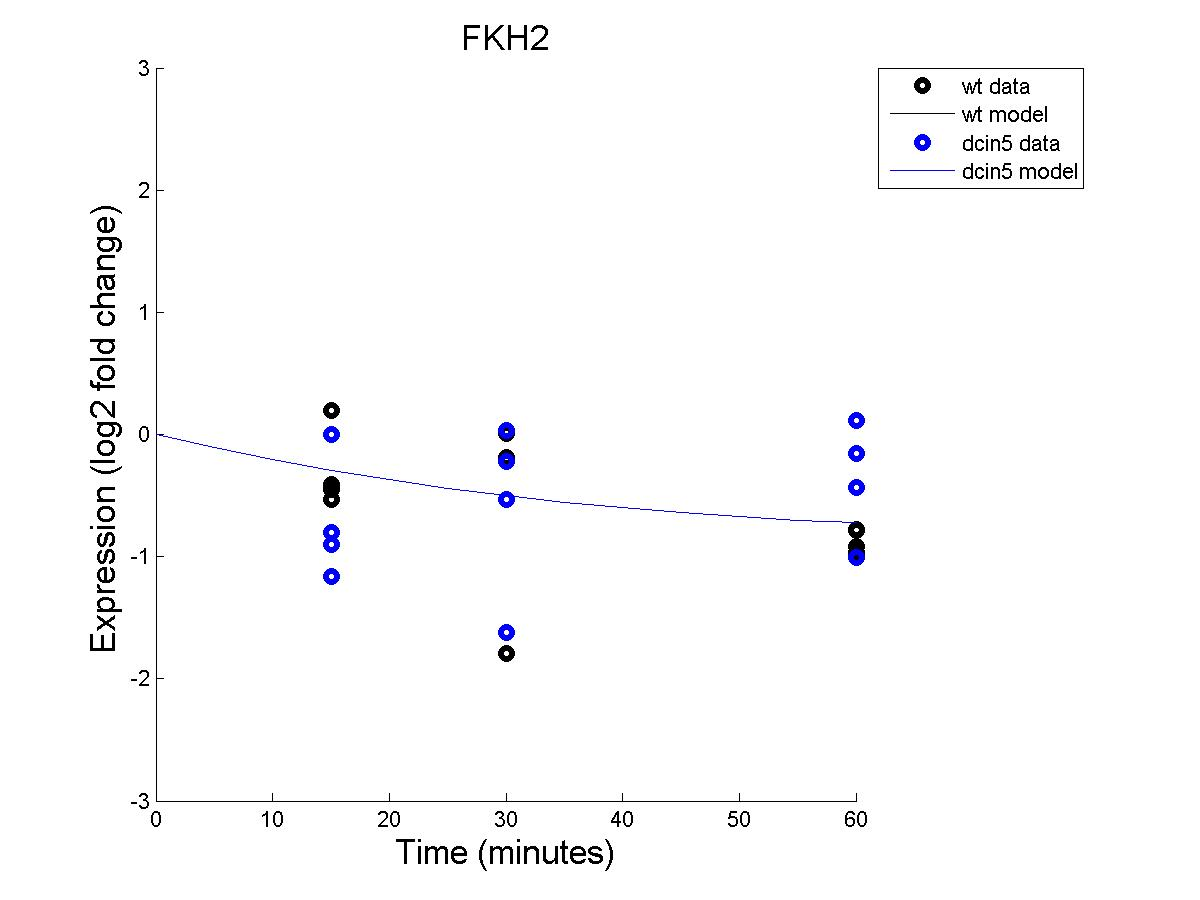 FKH2
wt data
wt model
dcin5 data
dcin5 model
Expression (log2 fold change)
3
2
1
0
-1
-2
-3
0 10 20 30 40 50 60
Time (minutes)